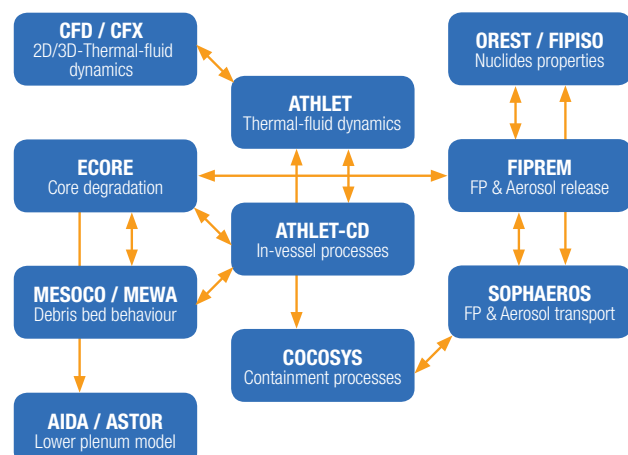 CFD / CFX
2D/3D-Thermal-fluid
dynamics
OREST / FIPISO
Nuclides properties
ATHLET
Thermal-fluid dynamics
ECORE
Core degradation
FIPREM
FP & Aerosol release
ATHLET-CD
In-vessel processes
MESOCO / MEWA
Debris bed behaviour
SOPHAEROS
FP & Aerosol transport
COCOSYS
Containment processes
AIDA / ASTOR
Lower plenum model